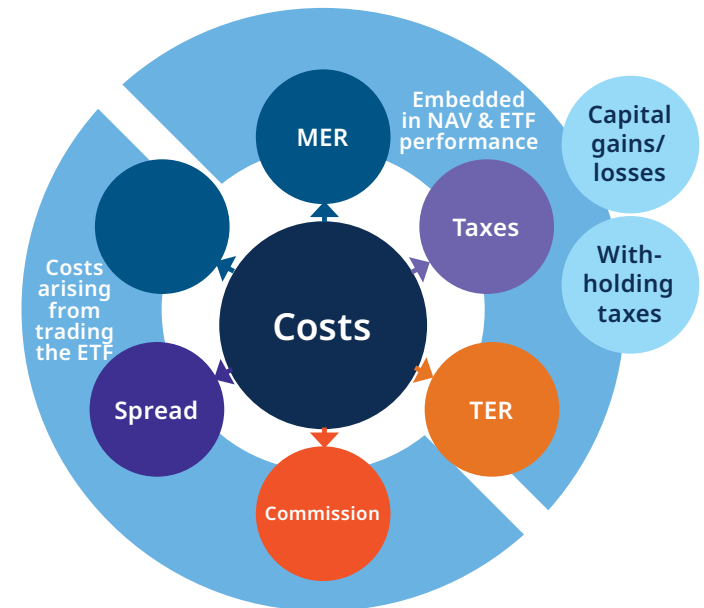 MER
Embedded
in NAV & ETF
performance
Capital
gains/
losses
Taxes
With-
holding
taxes
Costs
arising
from
trading
the ETF
Costs
Spread
TER
Commission